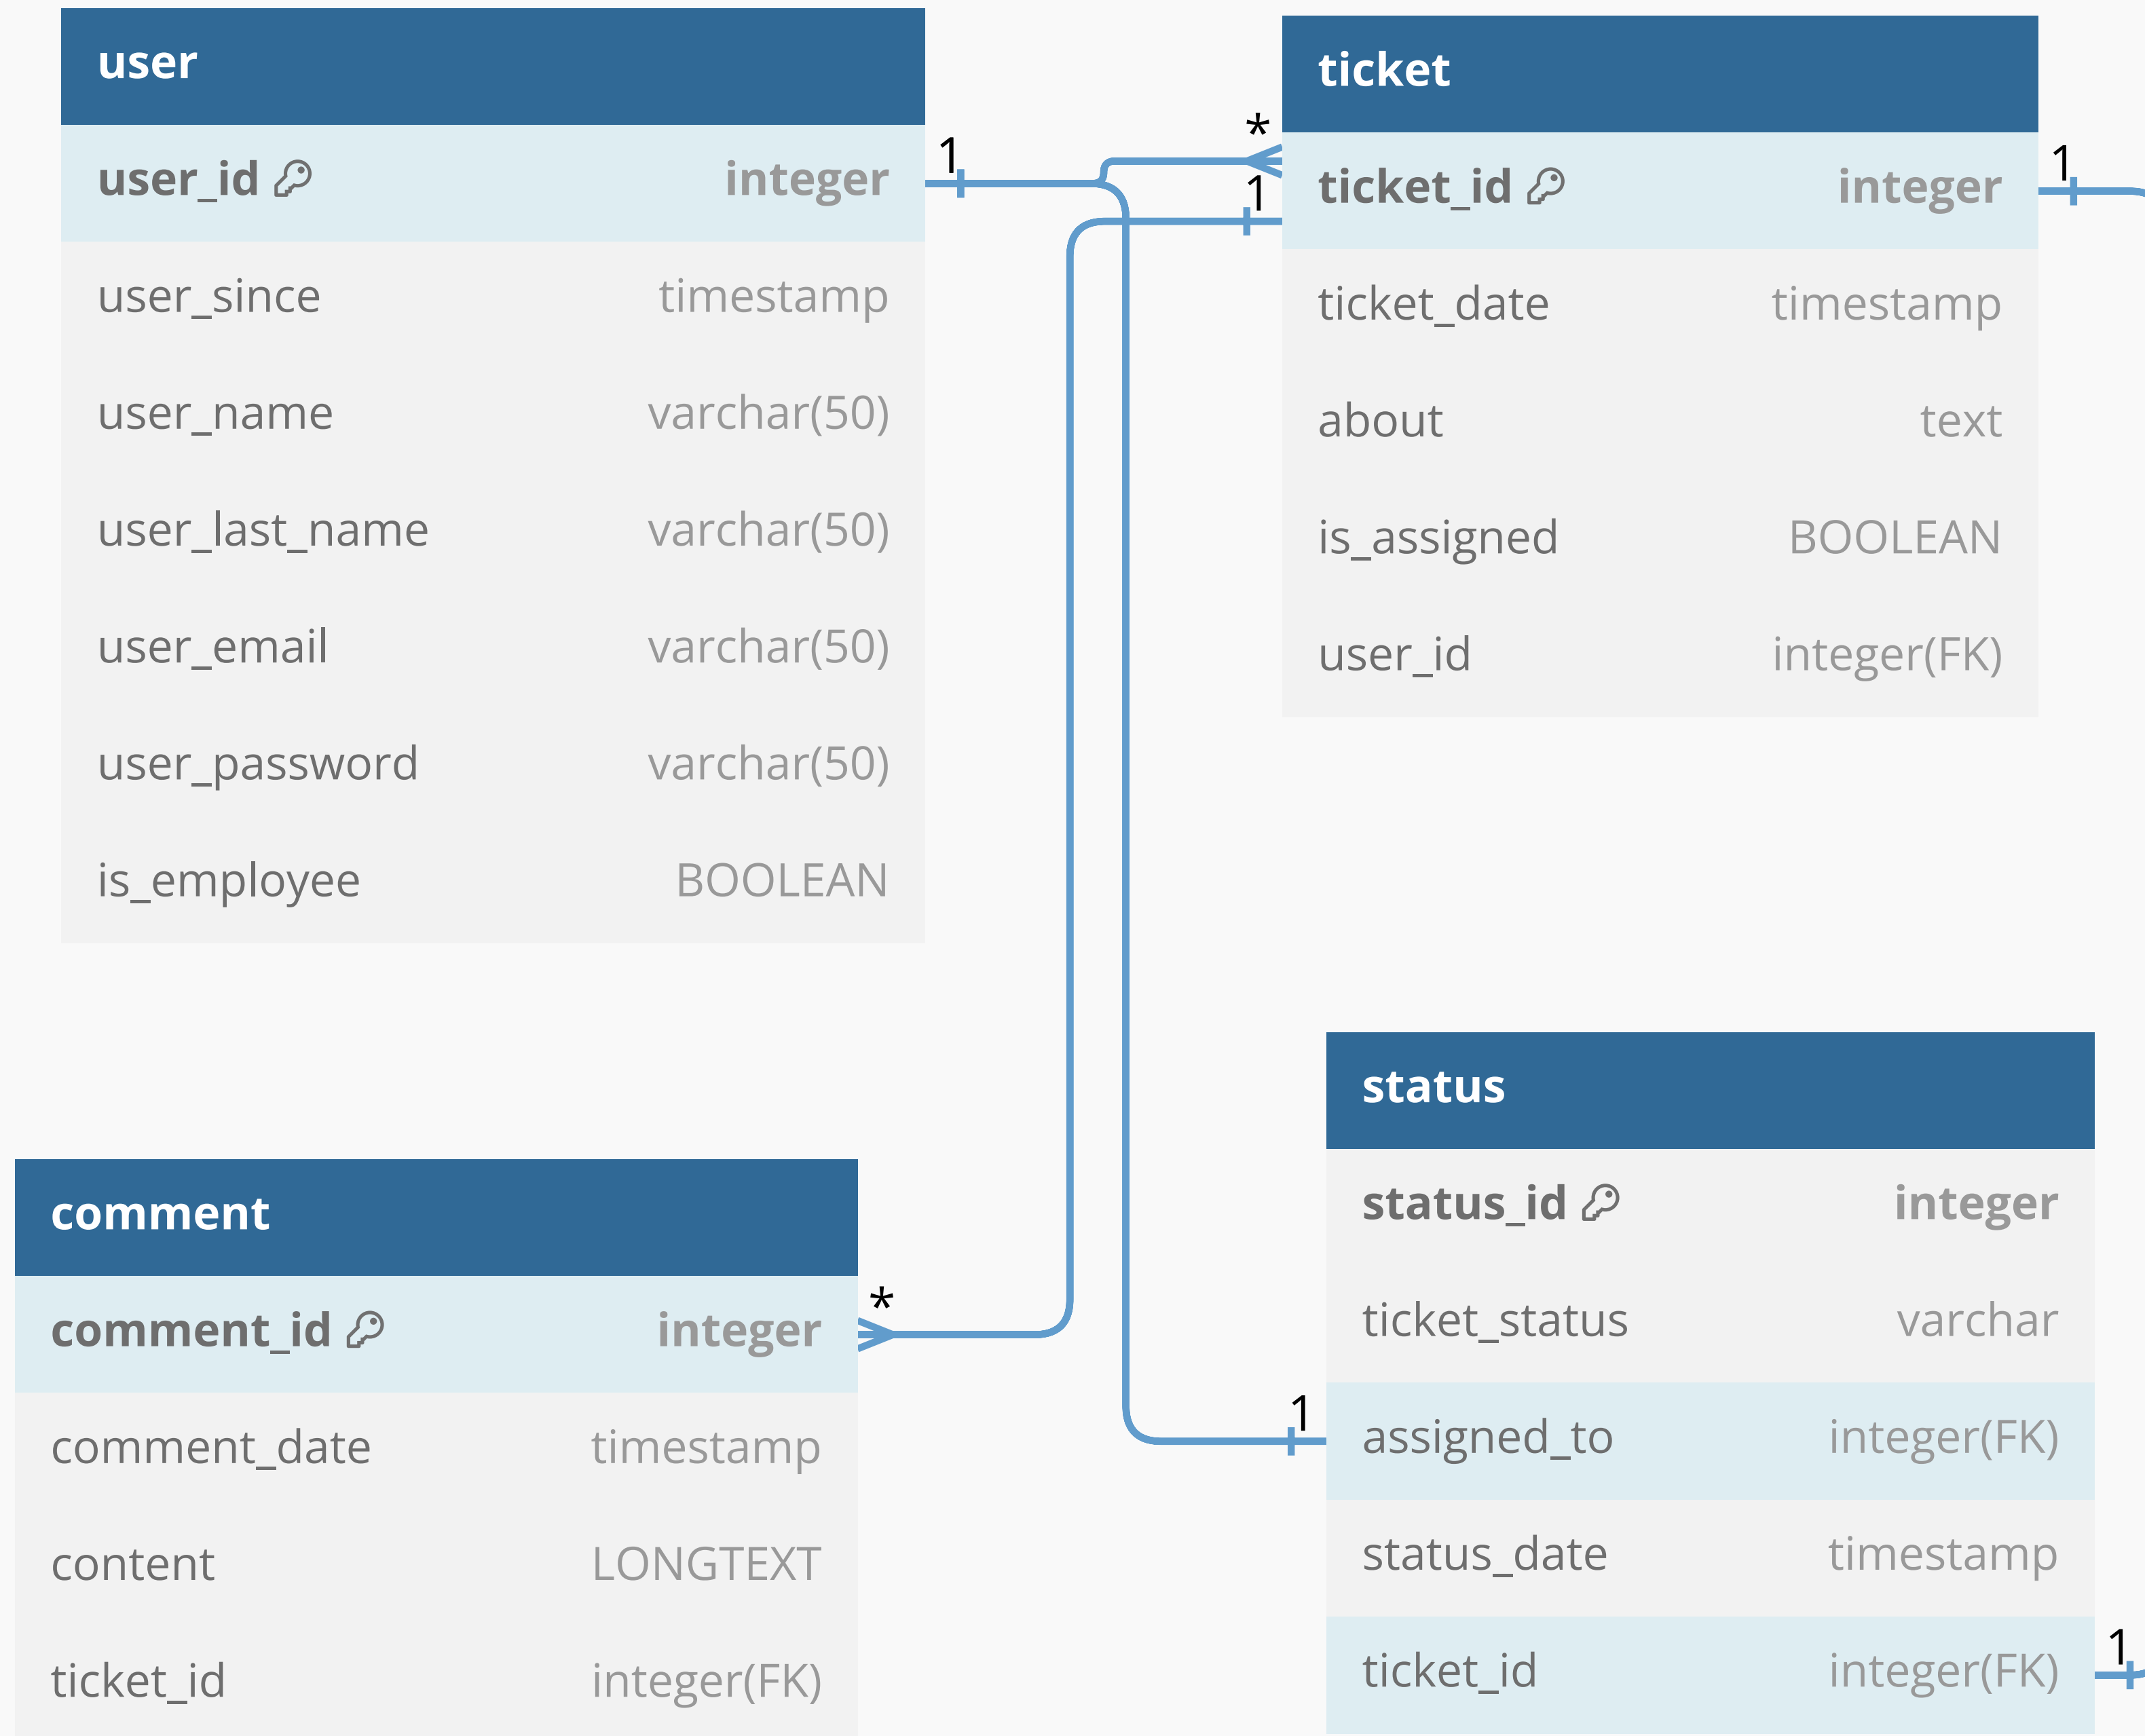 user
user_id integer
user_since timestamp
user_name varchar(50)
user_last_name varchar(50)
user_email varchar(50)
user_password varchar(50)
is_employee BOOLEAN
1
*
1
ticket
ticket_id integer
ticket_date timestamp
about text
is_assigned BOOLEAN
user_id integer(FK)
1
comment
comment_id integer
comment_date timestamp
content LONGTEXT
ticket_id integer(FK)
*
1
status
status_id integer
ticket_status varchar
assigned_to integer(FK)
status_date timestamp
ticket_id integer(FK)
1